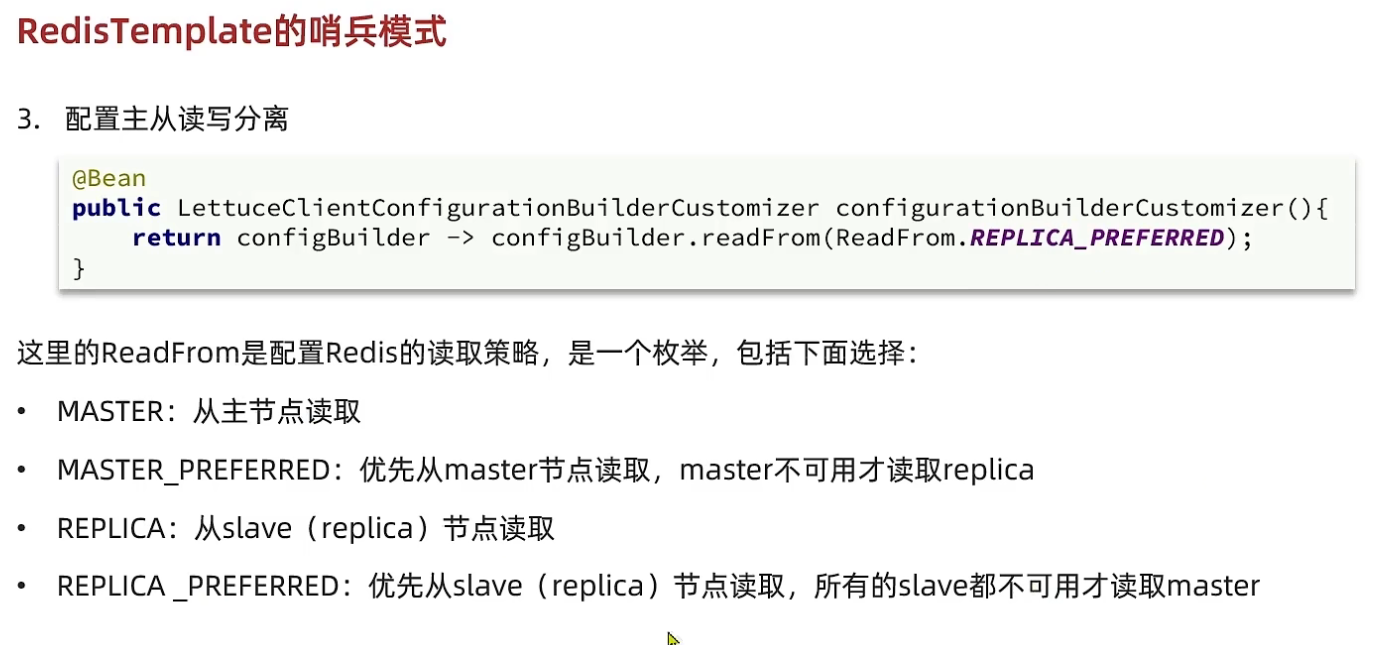 RedisTemplate的哨兵模式
3. 配置主从读写分离
@Bean
public LettuceClientConfigurationBuilderCustomizer configurationBuilderCustomizer(){
    return configBuilder -> configBuilder.readFrom(ReadFrom.REPLICA_PREFERRED);
}
这里的ReadFrom是配置Redis的读取策略，是一个枚举，包括下面选择：
• MASTER：从主节点读取
• MASTER_PREFERRED：优先从master节点读取，master不可用才读取replica
• REPLICA：从slave（replica）节点读取
• REPLICA _PREFERRED：优先从slave（replica）节点读取，所有的slave都不可用才读取master